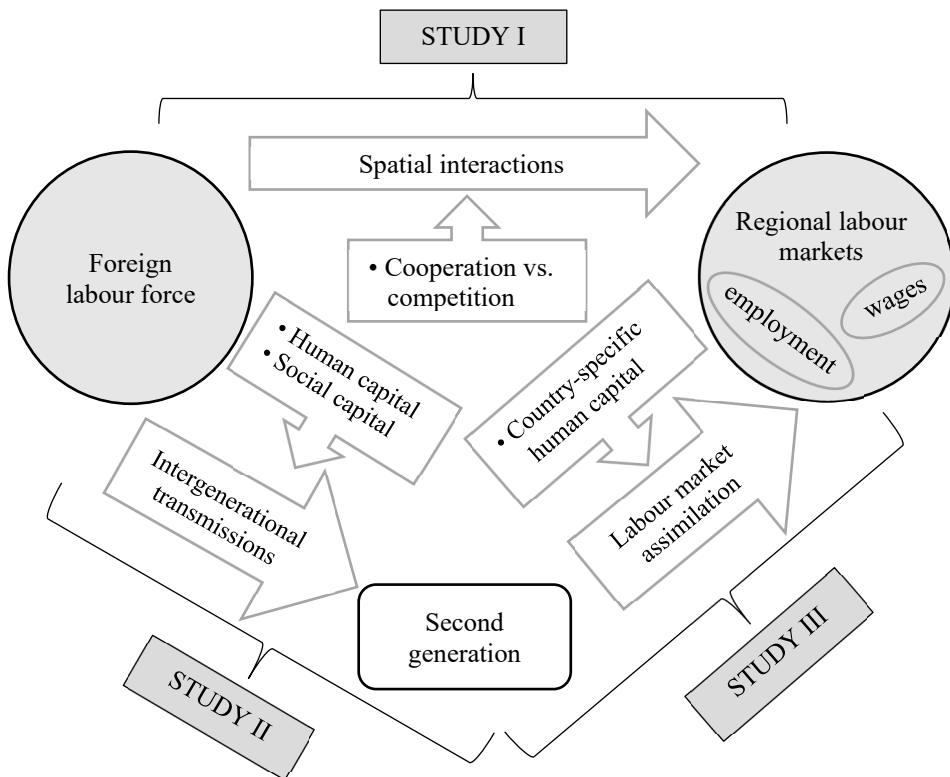 STUDY I
Spatial interactions
Foreign
labour force
Regional labour
markets
employment
wages
• Cooperation vs.
competition
• Human capital
• Social capital
• Country-specific
human capital
Intergenerational
transmissions
Labour market
assimilation
Second
generation
STUDY II
STUDY III